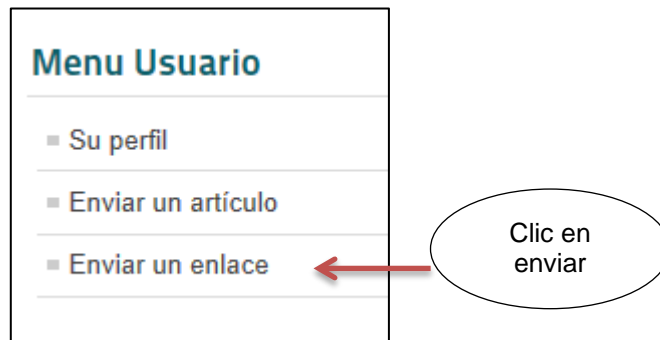 Menu Usuario
Su perfil
Enviar un artículo
Enviar un enlace
Clic en
enviar